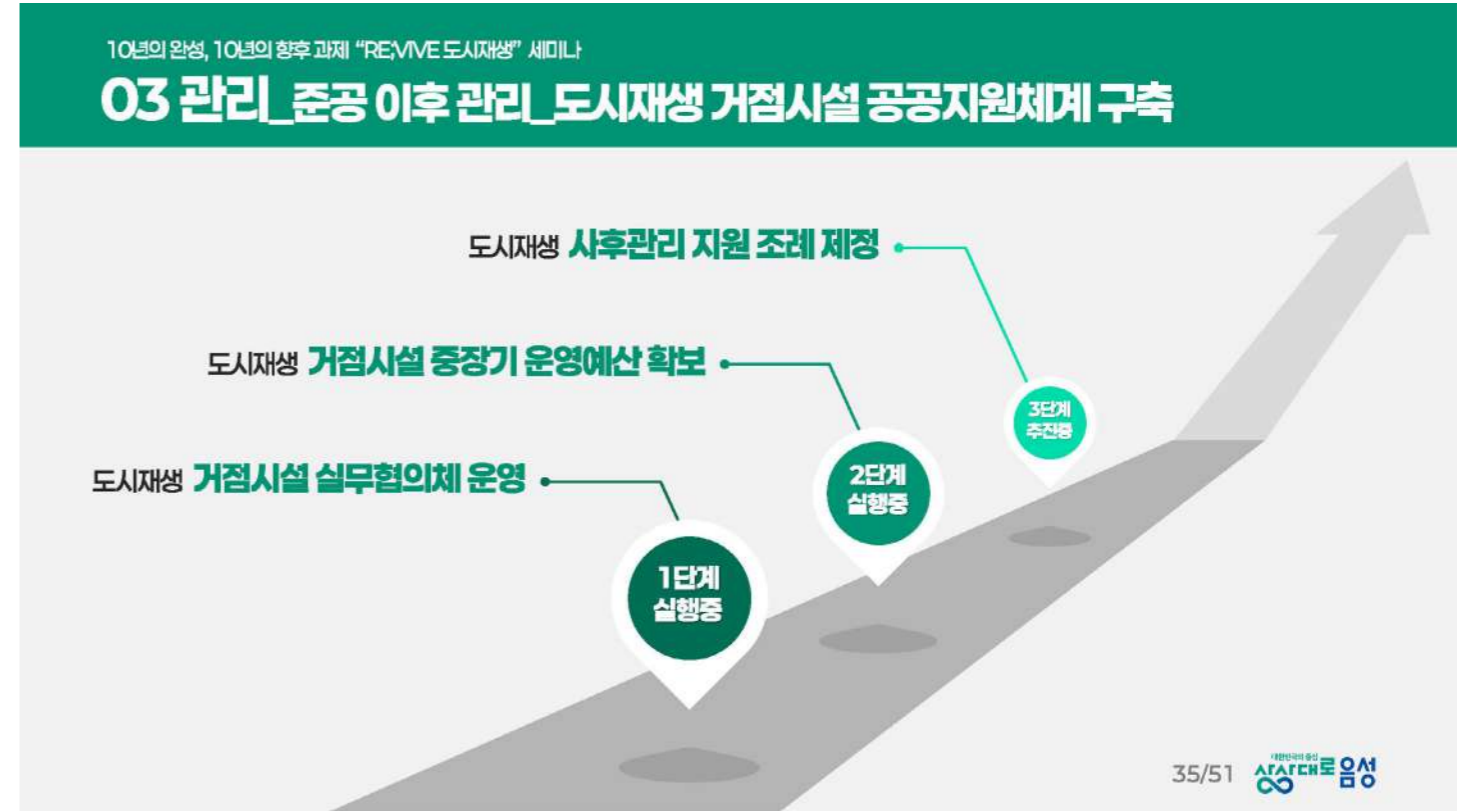 10년의 완성, 10년의 향후 과제 “RE;VIVE 도시재생” 세미나
03 관리_준공 이후 관리_도시재생 거점시설 공공지원체계 구축
도시재생 사후관리 지원 조례 제정
도시재생 거점시설 중장기 운영예산 확보
3단계
추진중
도시재생 거점시설 실무협의체 운영
2단계
실행중
1단계
실행중
35/51
대한민국의 중심
상상대로 음성